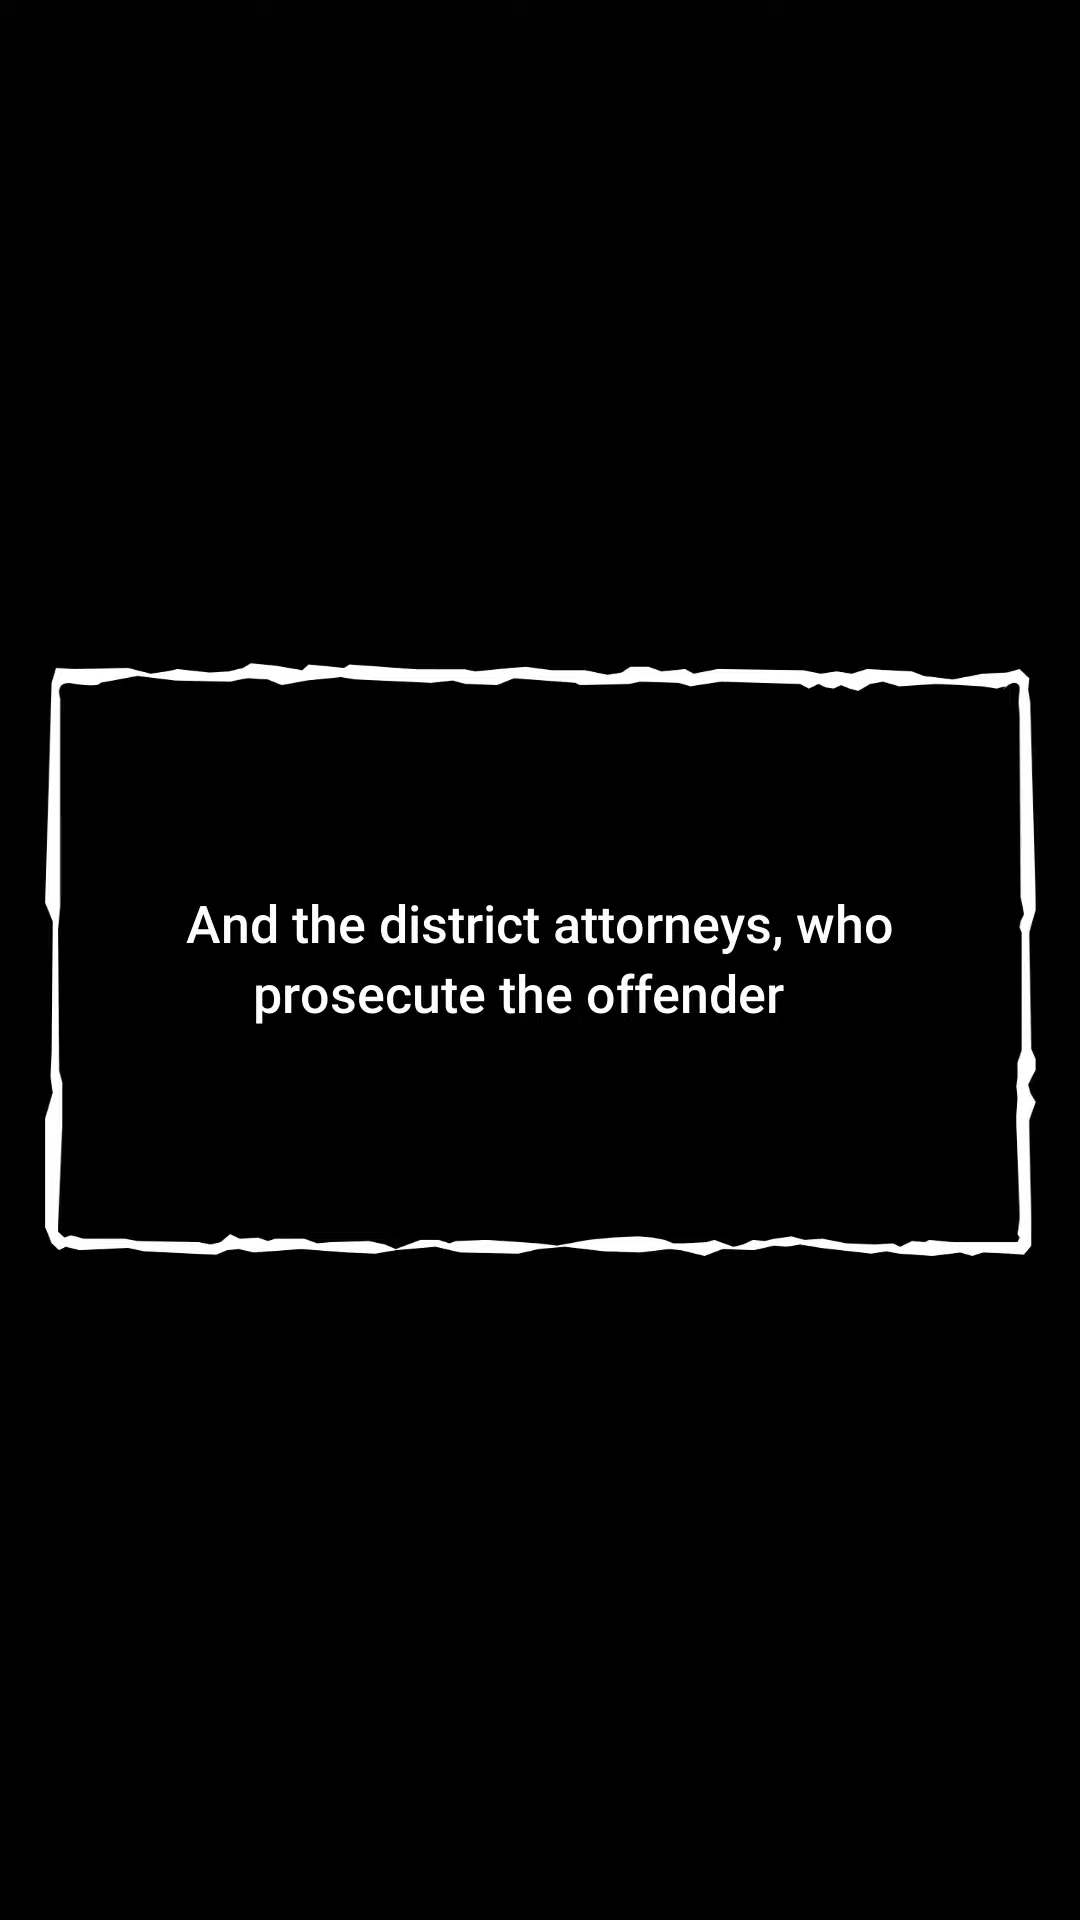 And the district attorneys, who
prosecute the offender